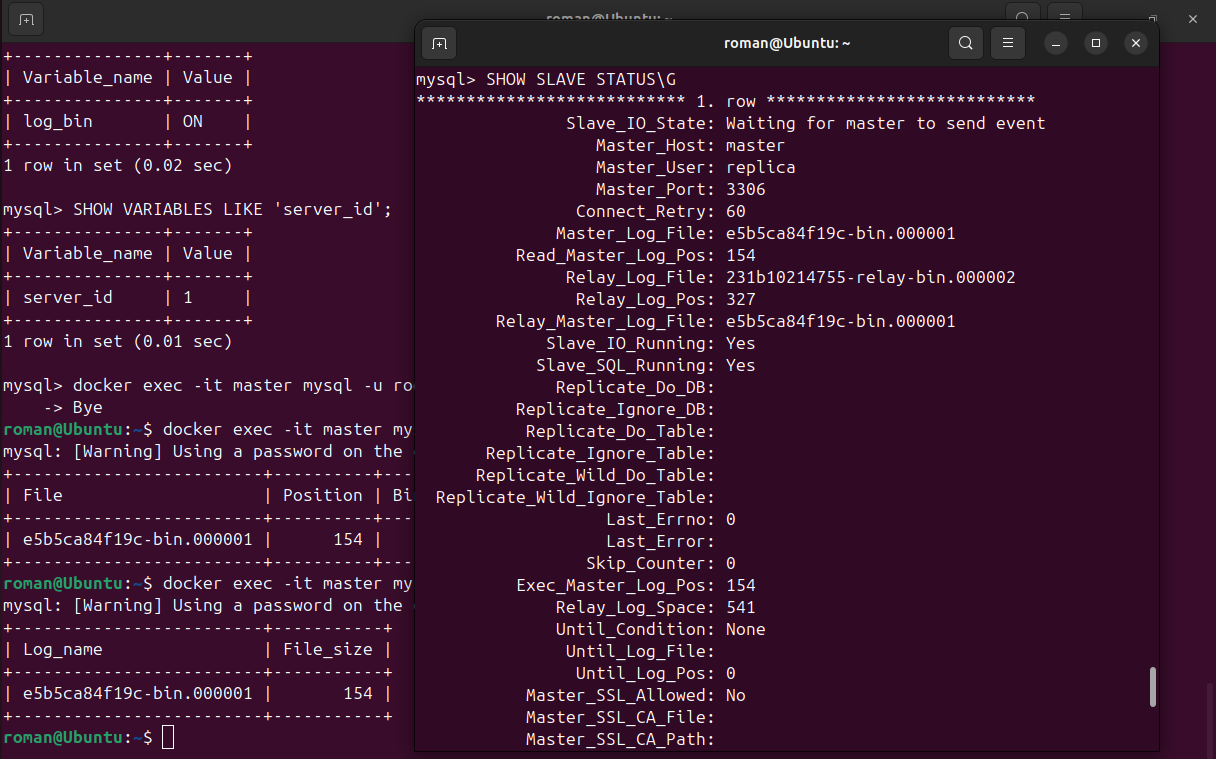 roman@Ubuntu: ~
+---------------+-------+
| Variable_name | Value |
+---------------+-------+
| log_bin       | ON    |
+---------------+-------+
1 row in set (0.02 sec)
mysql> SHOW VARIABLES LIKE 'server_id';
+---------------+-------+
| Variable_name | Value |
+---------------+-------+
| server_id     | 1     |
+---------------+-------+
1 row in set (0.01 sec)
mysql> docker exec -it master mysql -u ro
    -> Bye
roman@Ubuntu:~$ docker exec -it master my
mysql: [Warning] Using a password on the
+-------------------------+----------+---
| File                    | Position | Bi
+-------------------------+----------+---
| e5b5ca84f19c-bin.000001 |      154 |
+-------------------------+----------+---
roman@Ubuntu:~$ docker exec -it master my
mysql: [Warning] Using a password on the
+-------------------------+-----------+
| Log_name                | File_size |
+-------------------------+-----------+
| e5b5ca84f19c-bin.000001 |       154 |
+-------------------------+-----------+
roman@Ubuntu:~$
roman@Ubuntu: ~
mysql> SHOW SLAVE STATUS\G
*************************** 1. row ***************************
Slave_IO_State: Waiting for master to send event
Master_Host: master
Master_User: replica
Master_Port: 3306
Connect_Retry: 60
Master_Log_File: e5b5ca84f19c-bin.000001
Read_Master_Log_Pos: 154
Relay_Log_File: 231b10214755-relay-bin.000002
Relay_Log_Pos: 327
Relay_Master_Log_File: e5b5ca84f19c-bin.000001
Slave_IO_Running: Yes
Slave_SQL_Running: Yes
Replicate_Do_DB:
Replicate_Ignore_DB:
Replicate_Do_Table:
Replicate_Ignore_Table:
Replicate_Wild_Do_Table:
Replicate_Wild_Ignore_Table:
Last_Errno: 0
Last_Error:
Skip_Counter: 0
Exec_Master_Log_Pos: 154
Relay_Log_Space: 541
Until_Condition: None
Until_Log_File:
Until_Log_Pos: 0
Master_SSL_Allowed: No
Master_SSL_CA_File:
Master_SSL_CA_Path: